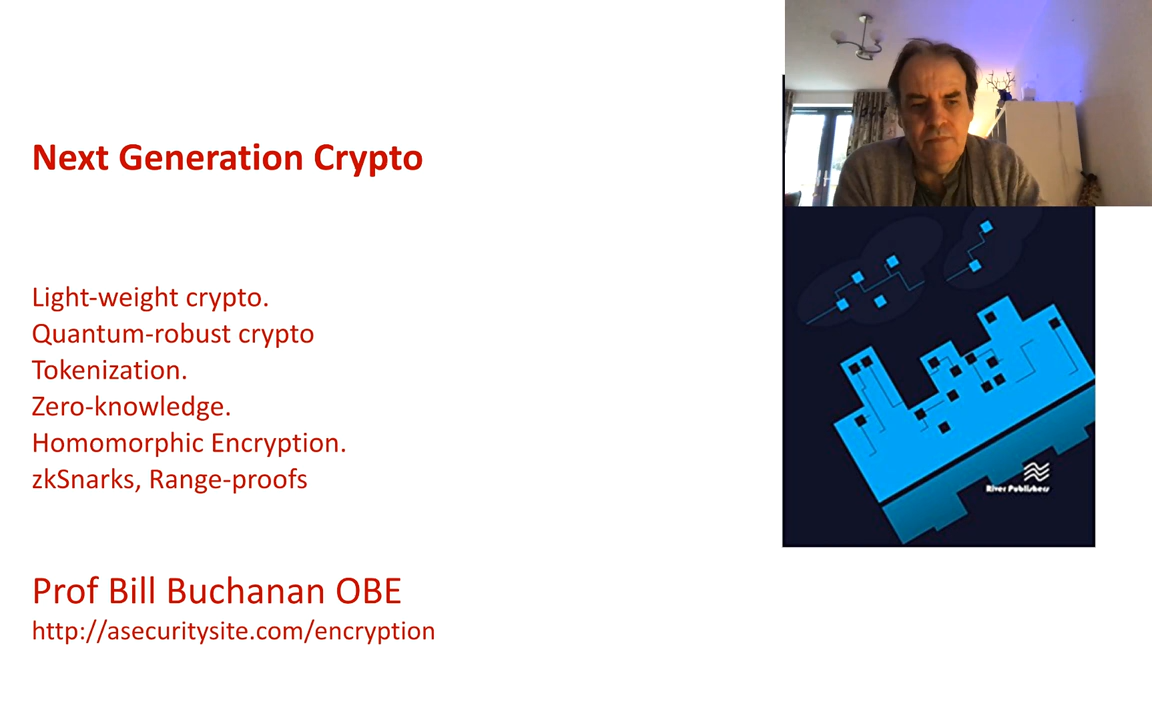 Next Generation Crypto
Light-weight crypto.
Quantum-robust crypto
Tokenization.
Zero-knowledge.
Homomorphic Encryption.
zkSnarks, Range-proofs
Prof Bill Buchanan OBE
http://asecuritysite.com/encryption
River Publishers